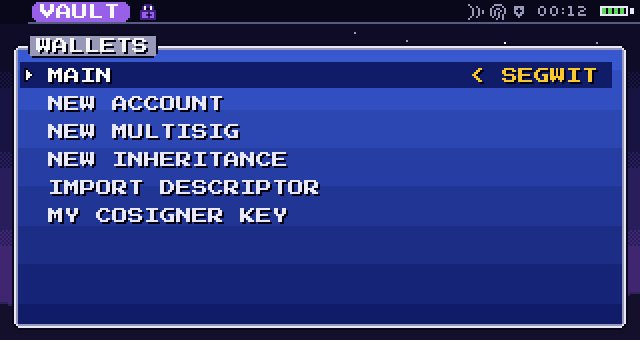 VAULT 00:12
WALLETS
MAIN < SEGWIT
NEW ACCOUNT
NEW MULTISIG
NEW INHERITANCE
IMPORT DESCRIPTOR
MY COSIGNER KEY